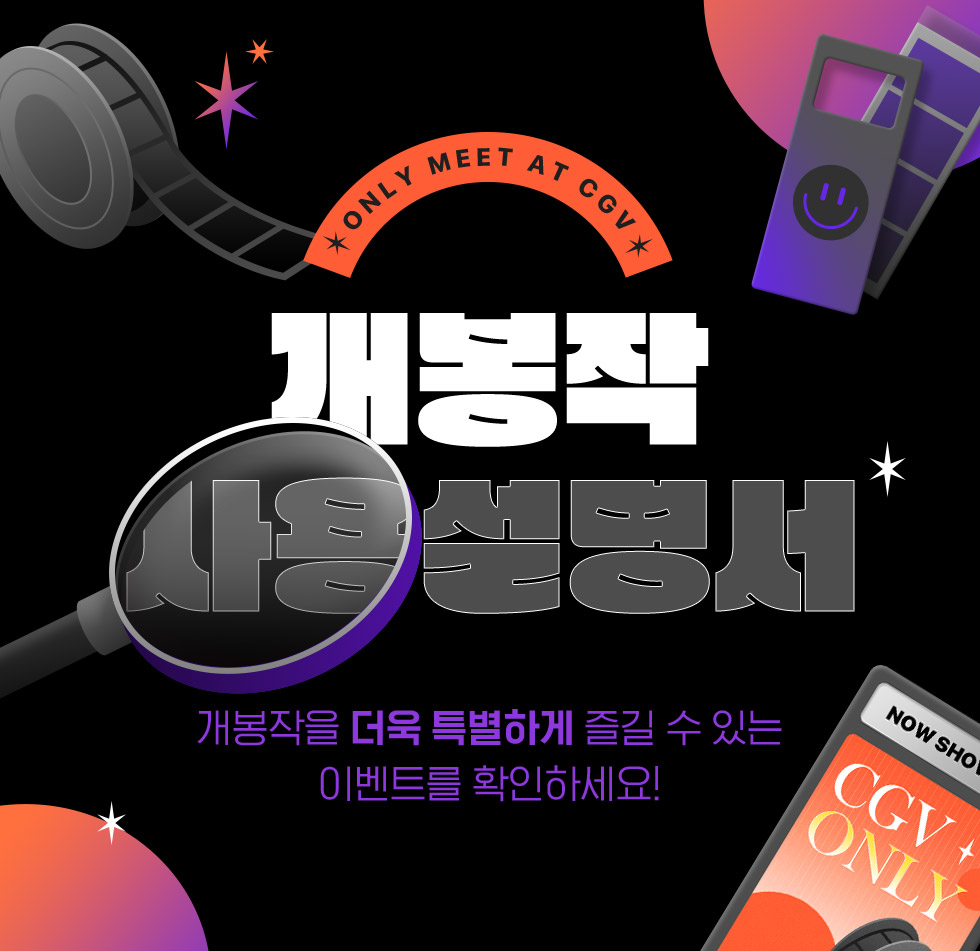 ONLY MEET AT CGV
개봉작
사용설명서
개봉작을 더욱 특별하게 즐길 수 있는
이벤트를 확인하세요!
NOW SHOW
CGV
ONLY